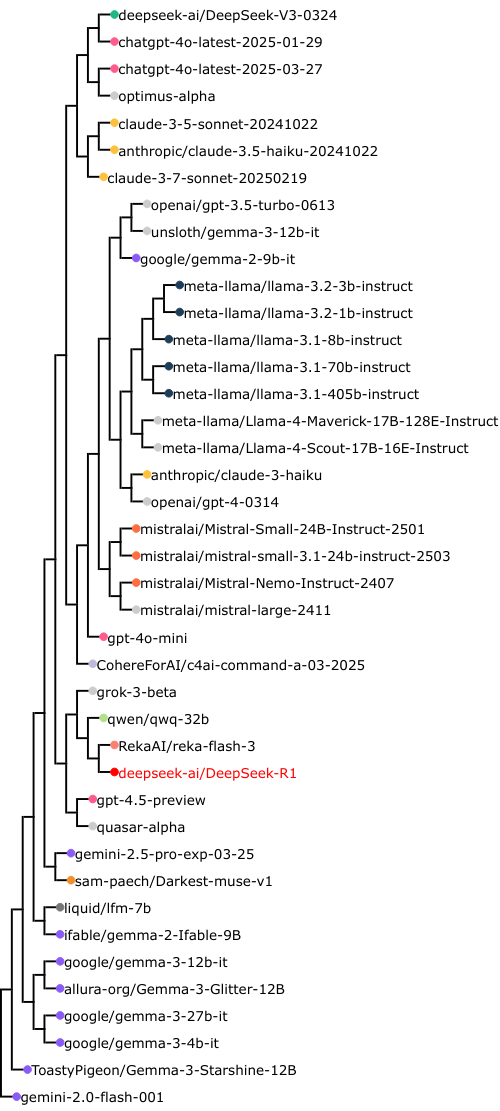 deepseek-ai/DeepSeek-V3-0324
chatgpt-4o-latest-2025-01-29
chatgpt-4o-latest-2025-03-27
optimus-alpha
claude-3-5-sonnet-20241022
anthropic/claude-3.5-haiku-20241022
claude-3-7-sonnet-20250219
openai/gpt-3.5-turbo-0613
unsloth/gemma-3-12b-it
google/gemma-2-9b-it
meta-llama/llama-3.2-3b-instruct
meta-llama/llama-3.2-1b-instruct
meta-llama/llama-3.1-8b-instruct
meta-llama/llama-3.1-70b-instruct
meta-llama/llama-3.1-405b-instruct
meta-llama/Llama-4-Maverick-17B-128E-Instruct
meta-llama/Llama-4-Scout-17B-16E-Instruct
anthropic/claude-3-haiku
openai/gpt-4-0314
mistralai/Mistral-Small-24B-Instruct-2501
mistralai/mistral-small-3.1-24b-instruct-2503
mistralai/Mistral-Nemo-Instruct-2407
mistralai/mistral-large-2411
gpt-4o-mini
CohereForAI/c4ai-command-a-03-2025
grok-3-beta
qwen/qwq-32b
RekaAI/reka-flash-3
deepseek-ai/DeepSeek-R1
gpt-4.5-preview
quasar-alpha
gemini-2.5-pro-exp-03-25
sam-paech/Darkest-muse-v1
liquid/lfm-7b
ifable/gemma-2-Ifable-9B
google/gemma-3-12b-it
allura-org/Gemma-3-Glitter-12B
google/gemma-3-27b-it
google/gemma-3-4b-it
ToastyPigeon/Gemma-3-Starshine-12B
gemini-2.0-flash-001